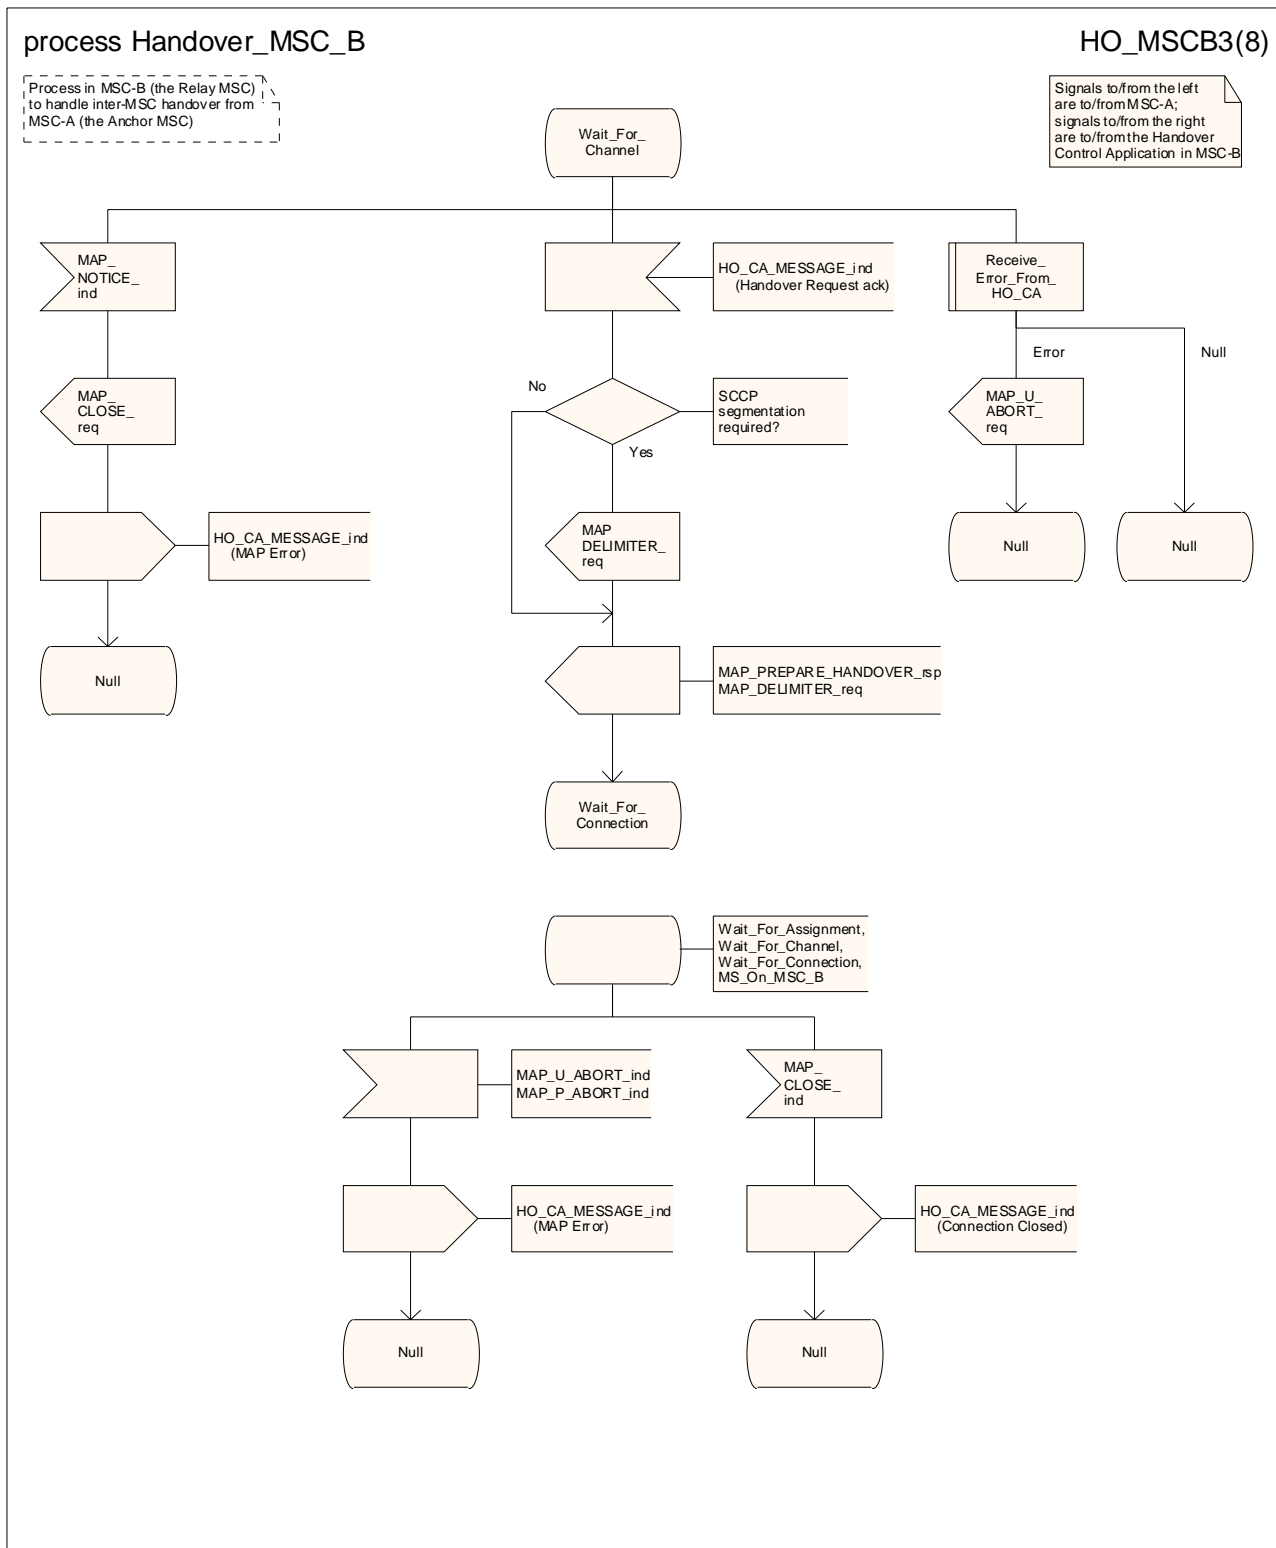 process Handover_MSC_B
HO_MSCB3(8)
Process in MSC-B (the Relay MSC)
to handle inter-MSC handover from
MSC-A (the Anchor MSC)
Signals to/from the left
are to/from MSC-A;
signals to/from the right
are to/from the Handover
Control Application in MSC-B
Wait_For_
Channel
MAP_
NOTICE_
ind
HO_CA_MESSAGE_ind
(Handover Request ack)
Receive_
Error_From_
HO_CA
Error
Null
MAP_
CLOSE_
req
No
SCCP
segmentation
required?
Yes
MAP_U_
ABORT_
req
HO_CA_MESSAGE_ind
(MAP Error)
MAP
DELIMITER_
req
Null
Null
Null
MAP_PREPARE_HANDOVER_rsp
MAP_DELIMITER_req
Wait_For_
Connection
Wait_For_Assignment,
Wait_For_Channel,
Wait_For_Connection,
MS_On_MSC_B
MAP_U_ABORT_ind
MAP_P_ABORT_ind
MAP_
CLOSE_
ind
HO_CA_MESSAGE_ind
(MAP Error)
HO_CA_MESSAGE_ind
(Connection Closed)
Null
Null